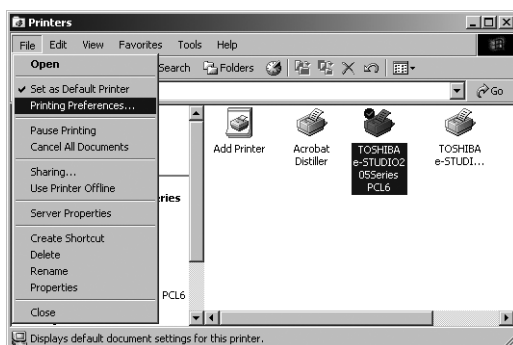 Printers
File Edit View Favorites Tools Help
Search Folders
Go
Open
Set as Default Printer
Printing Preferences...
Pause Printing
Cancel All Documents
Sharing...
Use Printer Offline
Server Properties
Create Shortcut
Delete
Rename
Properties
Close
ries
PCL6
Add Printer
Acrobat
Distiller
TOSHIBA
e-STUDIO2
05Series
PCL6
TOSHIBA
e-STUDI...
Displays default document settings for this printer.